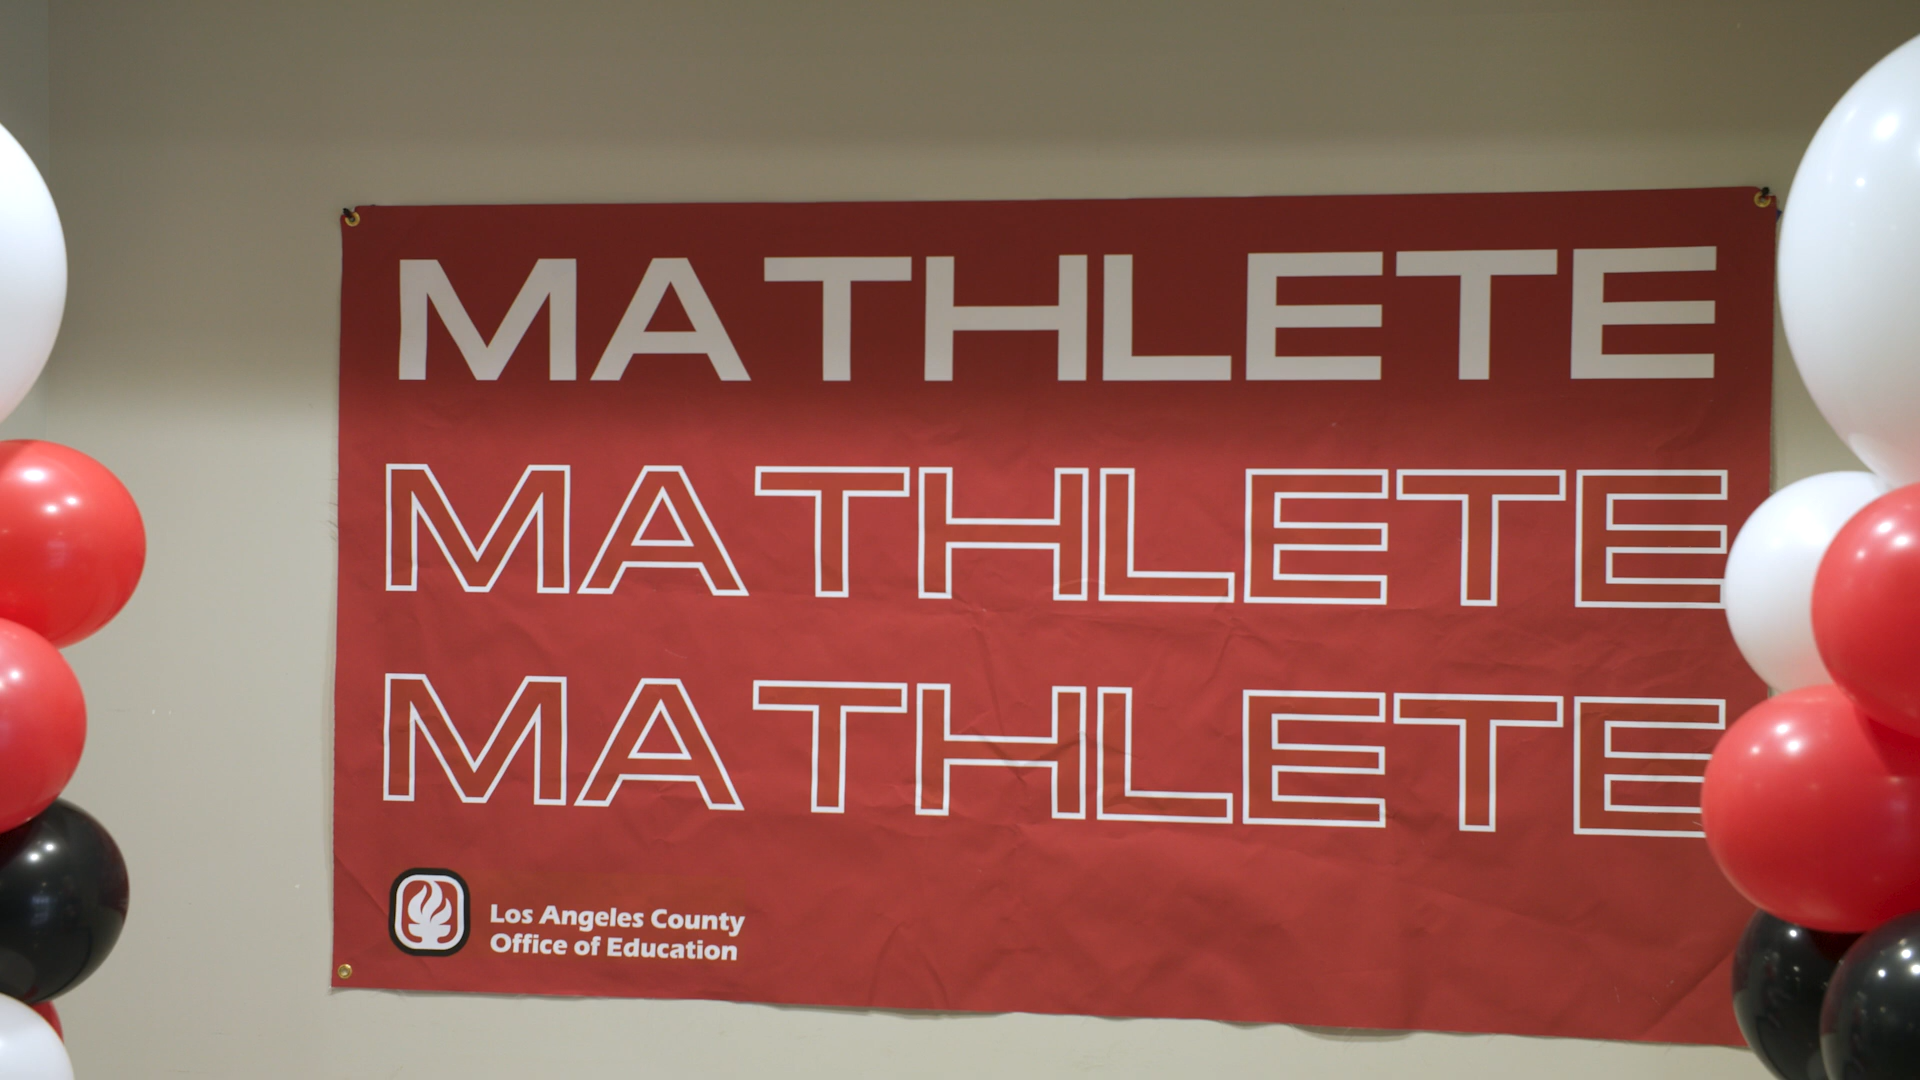 MATHLETE
MATHLETE
MATHLETE
Los Angeles County
Office of Education